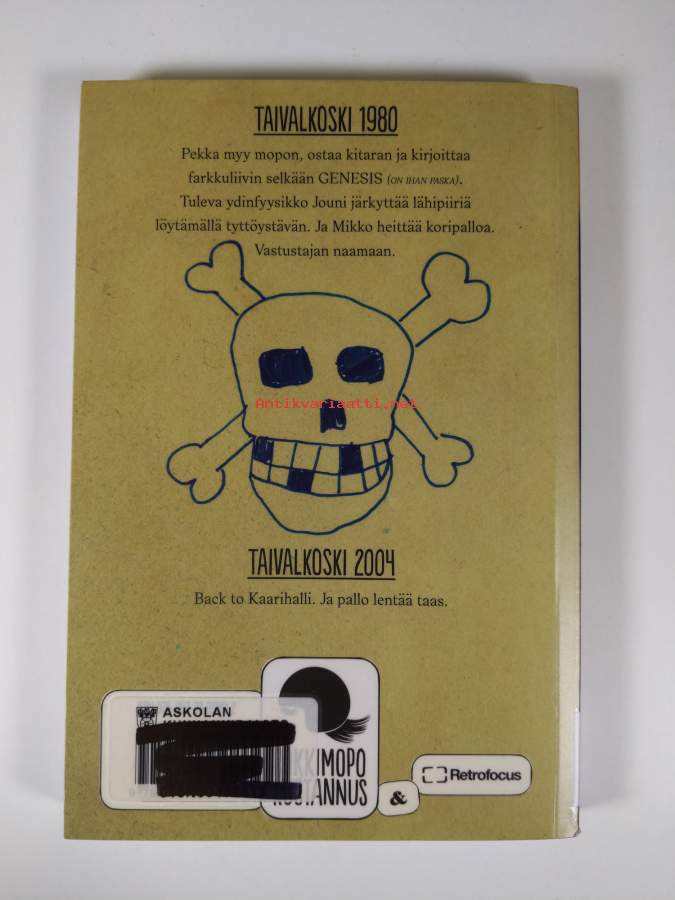 TAIVALKOSKI 1980
Pekka myy mopon, ostaa kitaran ja kirjoittaa
farkkuliivin selkään GENESIS (ON IHAN PASKA).
Tuleva ydinfyysikko Jouni järkyttää lähipiiriä
löytämällä tyttöystävän. Ja Mikko heittää koripalloa.
Vastustajan naamaan.
Antikvariaatti.net
TAIVALKOSKI 2004
Back to Kaarihalli. Ja pallo lentää taas.
ASKOLAN
Retrofocus
&